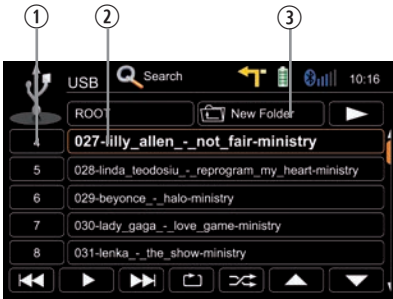 1 2 3
USB Search 10:16
ROOT New Folder
4 027-lilly_allen_-_not_fair-ministry
5 028-linda_teodosiu_-_reprogram_my_heart-ministry
6 029-beyonce_-_halo-ministry
7 030-lady_gaga_-_love_game-ministry
8 031-lenka_-_the_show-ministry